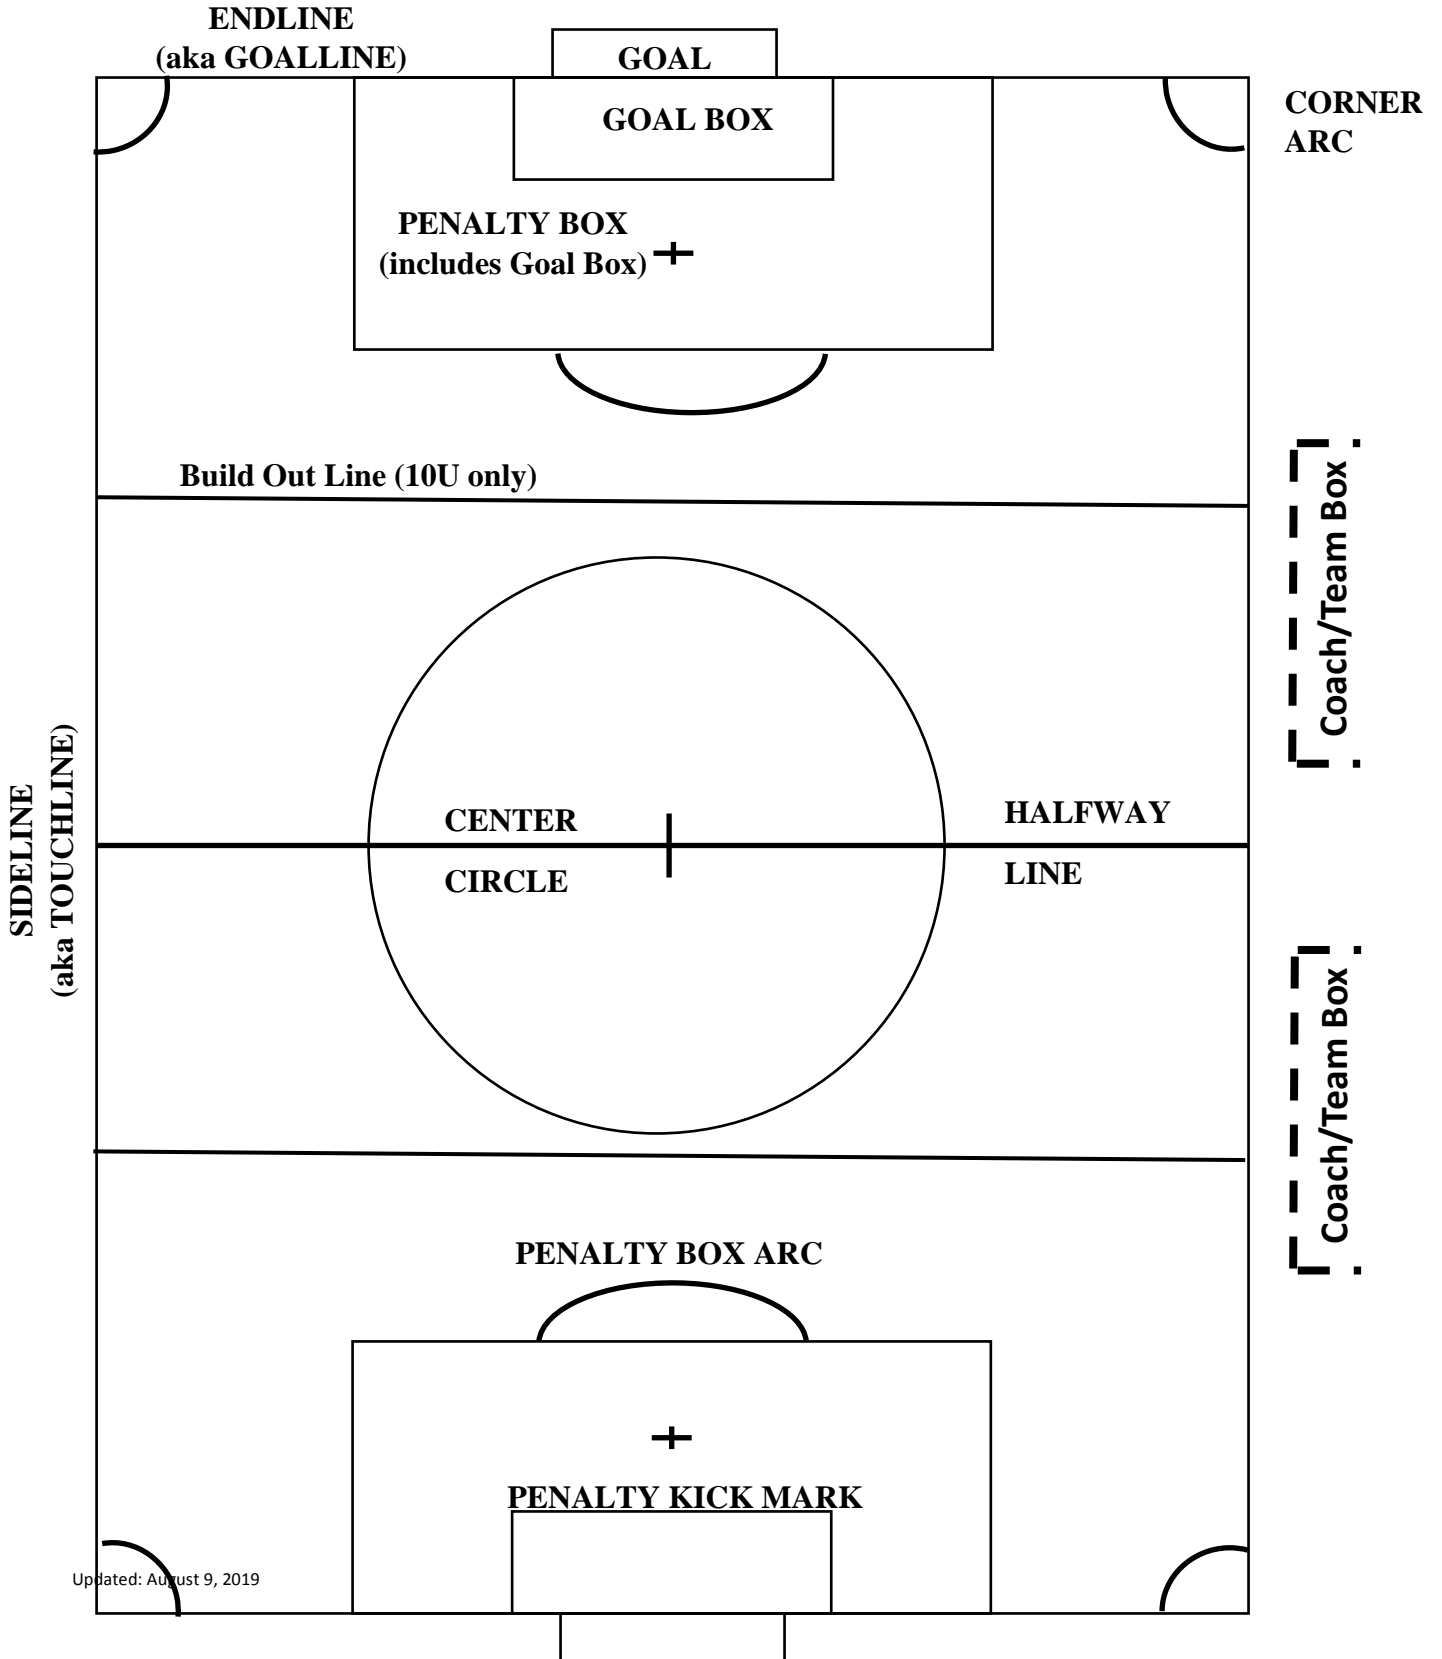 ENDLINE
(aka GOALLINE)
GOAL
GOAL BOX
CORNER
ARC
PENALTY BOX
(includes Goal Box)
Build Out Line (10U only)
Coach/Team Box
SIDELINE
(aka TOUCHLINE)
CENTER
CIRCLE
HALFWAY
LINE
Coach/Team Box
PENALTY BOX ARC
PENALTY KICK MARK
Updated: August 9, 2019